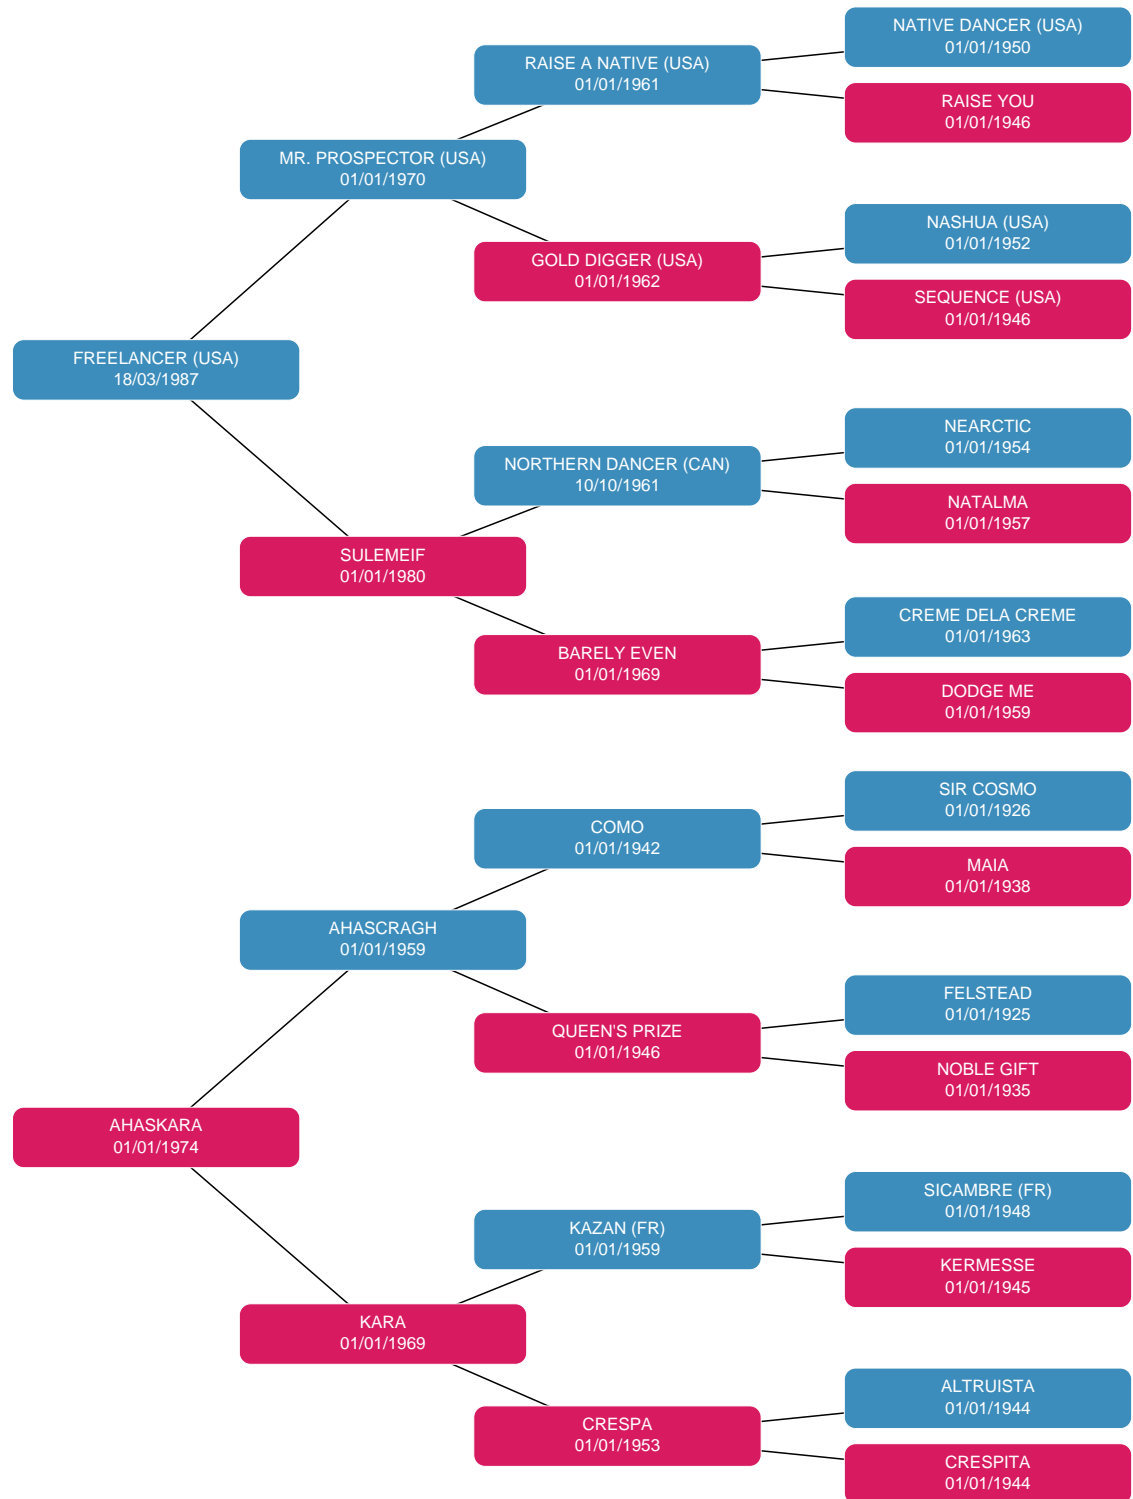 NATIVE DANCER (USA)
01/01/1950
RAISE A NATIVE (USA)
01/01/1961
RAISE YOU
01/01/1946
MR. PROSPECTOR (USA)
01/01/1970
NASHUA (USA)
01/01/1952
GOLD DIGGER (USA)
01/01/1962
SEQUENCE (USA)
01/01/1946
FREELANCER (USA)
18/03/1987
NEARCTIC
01/01/1954
NORTHERN DANCER (CAN)
10/10/1961
NATALMA
01/01/1957
SULEMEIF
01/01/1980
CREME DELA CREME
01/01/1963
BARELY EVEN
01/01/1969
DODGE ME
01/01/1959
SIR COSMO
01/01/1926
COMO
01/01/1942
MAIA
01/01/1938
AHASCRAGH
01/01/1959
FELSTEAD
01/01/1925
QUEEN'S PRIZE
01/01/1946
NOBLE GIFT
01/01/1935
AHASKARA
01/01/1974
SICAMBRE (FR)
01/01/1948
KAZAN (FR)
01/01/1959
KERMESSE
01/01/1945
KARA
01/01/1969
ALTRUISTA
01/01/1944
CRESPA
01/01/1953
CRESPITA
01/01/1944